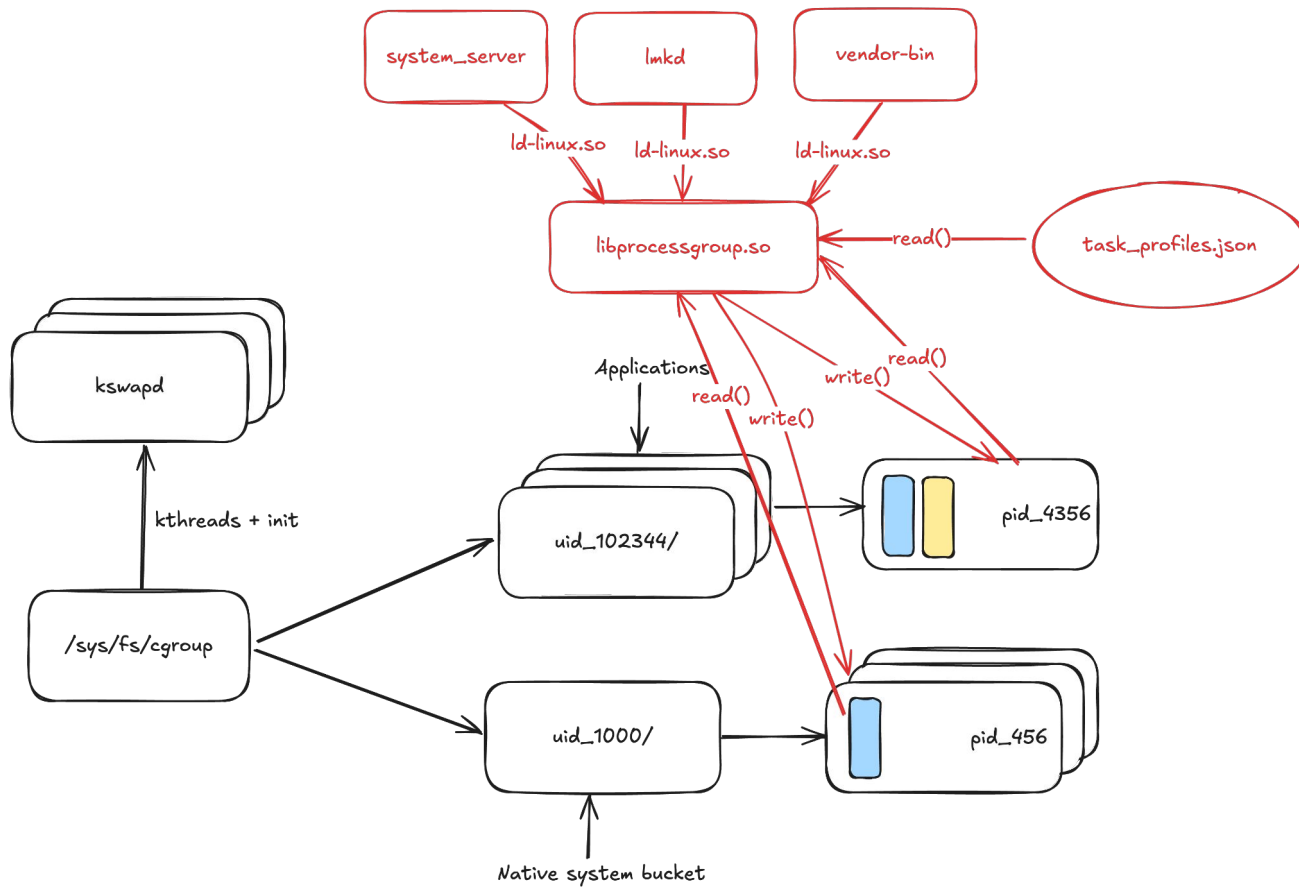 system_server
lmkd
vendor-bin
ld-linux.so
ld-linux.so
ld-linux.so
libprocessgroup.so
read()
task_profiles.json
kswapd
Applications
read()
write()
read()
write()
kthreads + init
uid_102344/
pid_4356
/sys/fs/cgroup
uid_1000/
pid_456
Native system bucket